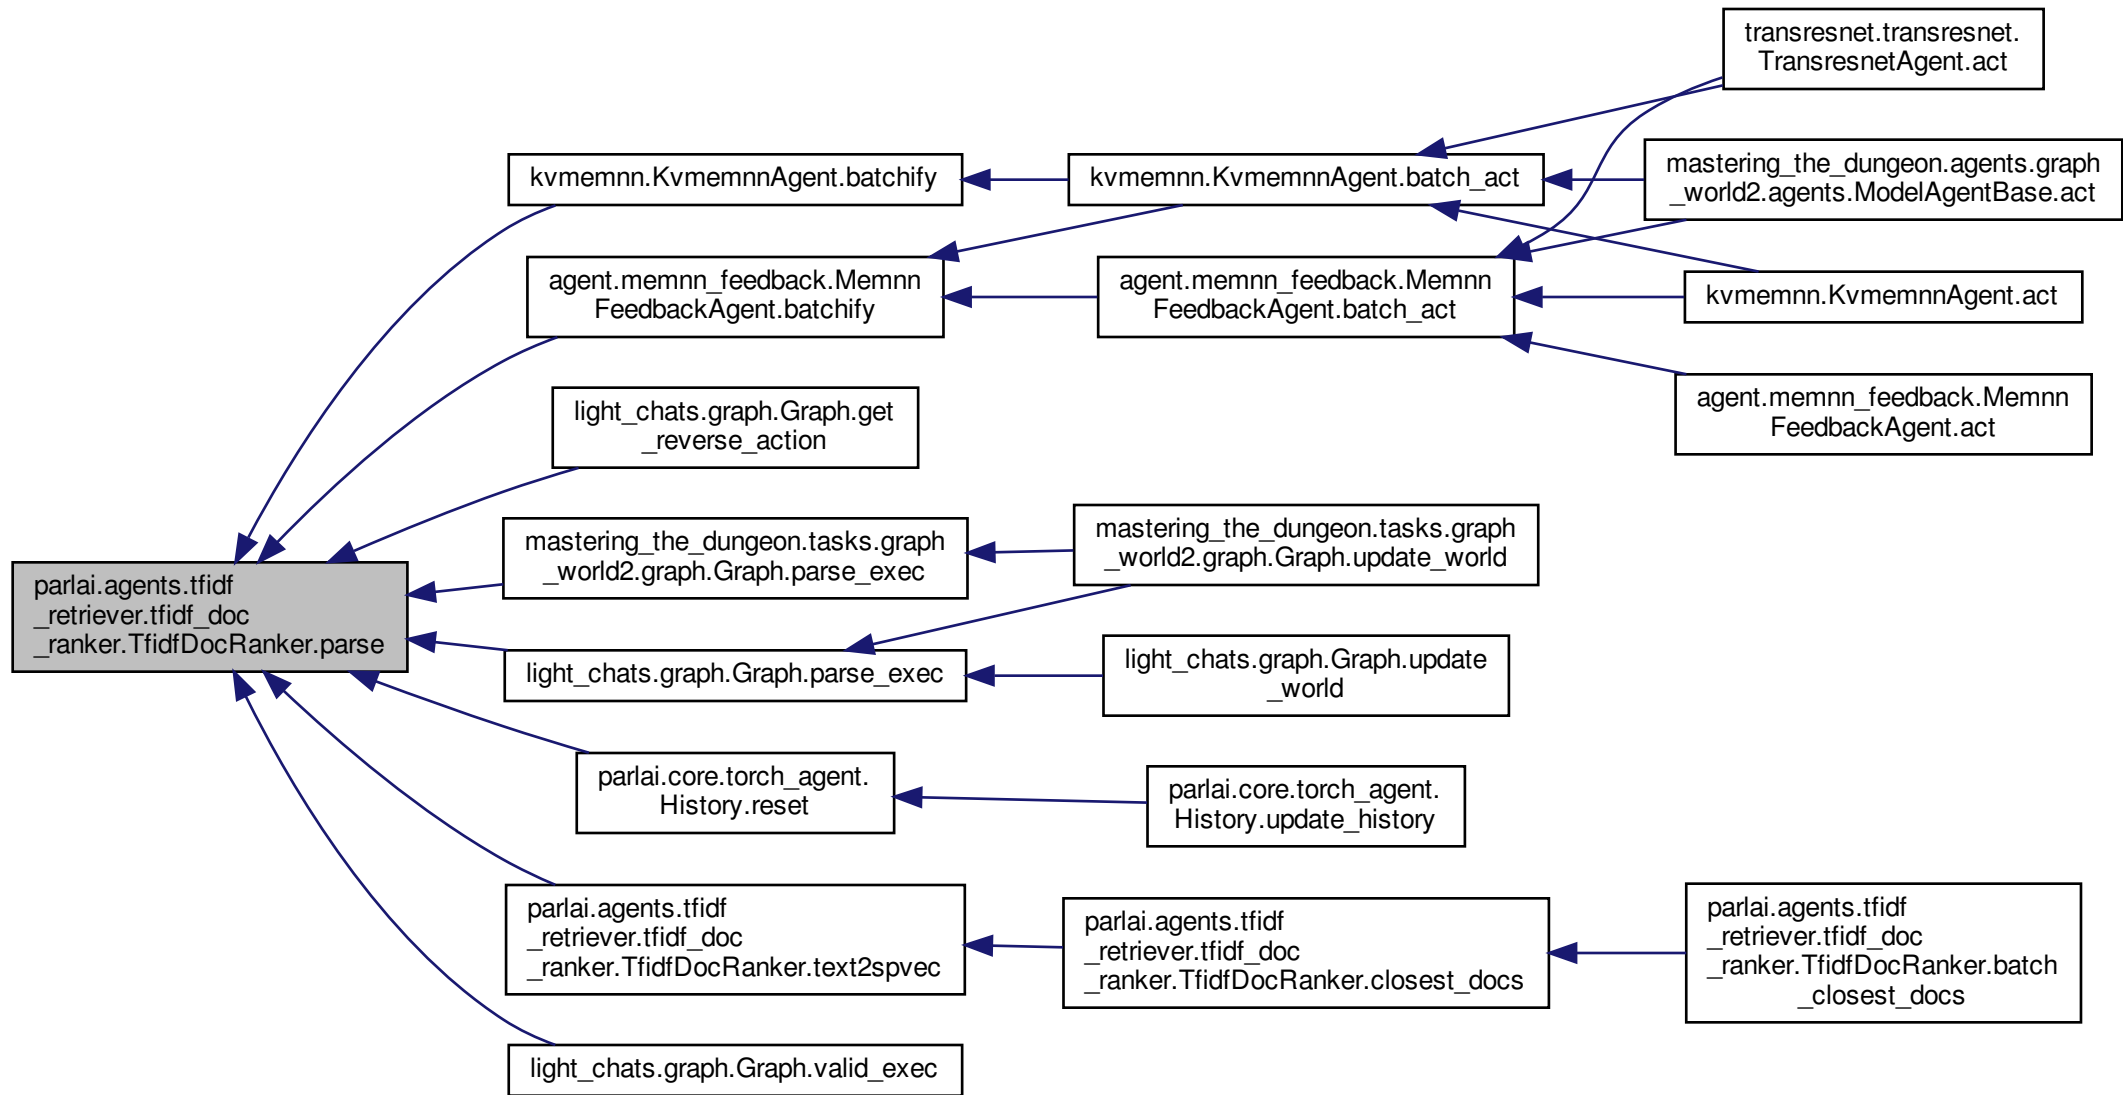 transresnet.transresnet.
TransresnetAgent.act
kvmemnn.KvmemnnAgent.batchify
kvmemnn.KvmemnnAgent.batch_act
mastering_the_dungeon.agents.graph
_world2.agents.ModelAgentBase.act
agent.memnn_feedback.Memnn
FeedbackAgent.batchify
agent.memnn_feedback.Memnn
FeedbackAgent.batch_act
kvmemnn.KvmemnnAgent.act
agent.memnn_feedback.Memnn
FeedbackAgent.act
light_chats.graph.Graph.get
_reverse_action
mastering_the_dungeon.tasks.graph
_world2.graph.Graph.parse_exec
mastering_the_dungeon.tasks.graph
_world2.graph.Graph.update_world
parlai.agents.tfidf
_retriever.tfidf_doc
_ranker.TfidfDocRanker.parse
light_chats.graph.Graph.parse_exec
light_chats.graph.Graph.update
_world
parlai.core.torch_agent.
History.reset
parlai.core.torch_agent.
History.update_history
parlai.agents.tfidf
_retriever.tfidf_doc
_ranker.TfidfDocRanker.text2spvec
parlai.agents.tfidf
_retriever.tfidf_doc
_ranker.TfidfDocRanker.closest_docs
parlai.agents.tfidf
_retriever.tfidf_doc
_ranker.TfidfDocRanker.batch
_closest_docs
light_chats.graph.Graph.valid_exec